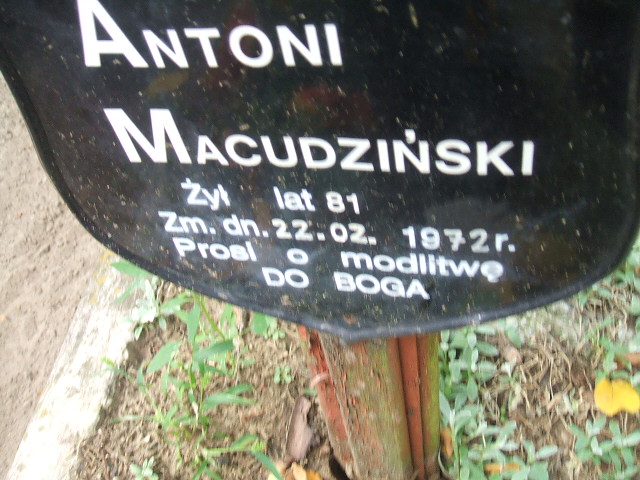 ANTONI
MACUDZIŃSKI
Żył lat 81
Zm. dn. 22.02. 1972 r.
Prosi o modlitwę
DO BOGA